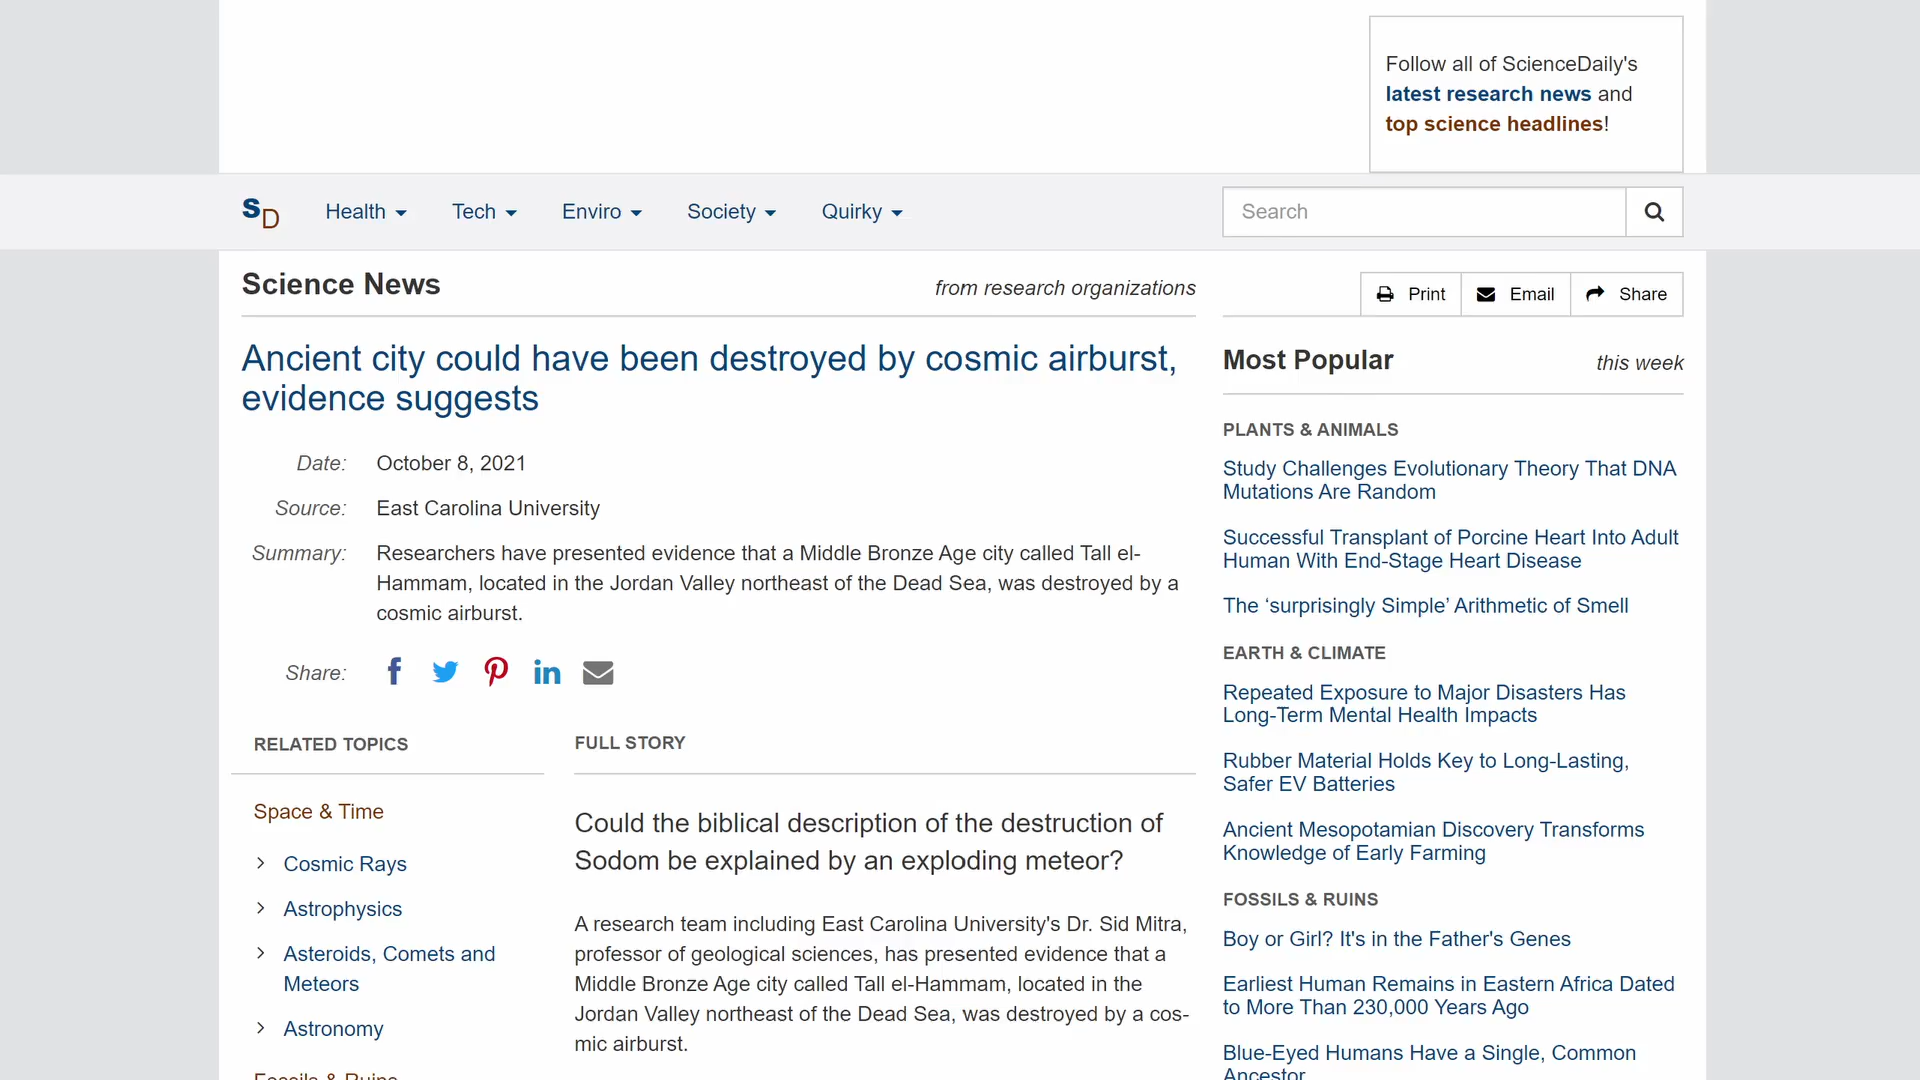 Follow all of ScienceDaily's
latest research news and
top science headlines!
SD
Health
Tech
Enviro
Society
Quirky
Search
Science News
from research organizations
Print
Email
Share
Ancient city could have been destroyed by cosmic airburst,
evidence suggests
Date:
October 8, 2021
Source:
East Carolina University
Summary:
Researchers have presented evidence that a Middle Bronze Age city called Tall el-
Hammam, located in the Jordan Valley northeast of the Dead Sea, was destroyed by a
cosmic airburst.
Share:
RELATED TOPICS
Space & Time
Cosmic Rays
Astrophysics
Asteroids, Comets and
Meteors
Astronomy
Fossils & Ruins
FULL STORY
Could the biblical description of the destruction of
Sodom be explained by an exploding meteor?
A research team including East Carolina University's Dr. Sid Mitra,
professor of geological sciences, has presented evidence that a
Middle Bronze Age city called Tall el-Hammam, located in the
Jordan Valley northeast of the Dead Sea, was destroyed by a cos-
mic airburst.
Most Popular
this week
PLANTS & ANIMALS
Study Challenges Evolutionary Theory That DNA
Mutations Are Random
Successful Transplant of Porcine Heart Into Adult
Human With End-Stage Heart Disease
The ‘surprisingly Simple’ Arithmetic of Smell
EARTH & CLIMATE
Repeated Exposure to Major Disasters Has
Long-Term Mental Health Impacts
Rubber Material Holds Key to Long-Lasting,
Safer EV Batteries
Ancient Mesopotamian Discovery Transforms
Knowledge of Early Farming
FOSSILS & RUINS
Boy or Girl? It's in the Father's Genes
Earliest Human Remains in Eastern Africa Dated
to More Than 230,000 Years Ago
Blue-Eyed Humans Have a Single, Common
Ancestor